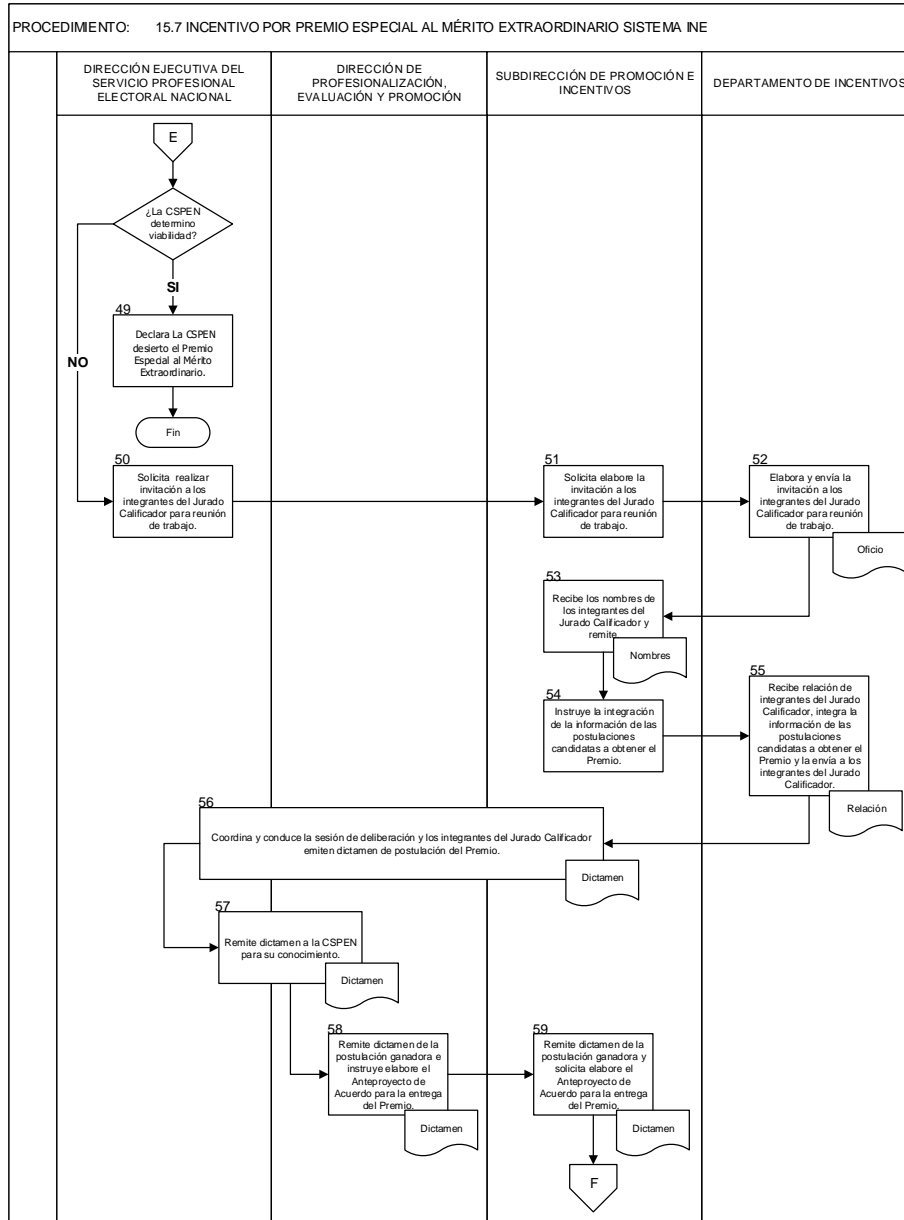 PROCEDIMIENTO: 15.7 INCENTIVO POR PREMIO ESPECIAL AL MÉRITO EXTRAORDINARIO SISTEMA INE
DIRECCIÓN EJECUTIVA DEL
SERVICIO PROFESIONAL
ELECTORAL NACIONAL
DIRECCIÓN DE
PROFESIONALIZACIÓN,
EVALUACIÓN Y PROMOCIÓN
SUBDIRECCIÓN DE PROMOCIÓN E
INCENTIVOS
DEPARTAMENTO DE INCENTIVOS
E
¿La CSPEN
determino
viabilidad?
SI
NO
49
Declara La CSPEN
desierto el Premio
Especial al Mérito
Extraordinario.
Fin
50
Solicita realizar
invitación a los
integrantes del Jurado
Calificador para reunión
de trabajo.
51
Solicita elabore la
invitación a los
integrantes del Jurado
Calificador para reunión
de trabajo.
52
Elabora y envía la
invitación a los
integrantes del Jurado
Calificador para reunión
de trabajo.
Oficio
53
Recibe los nombres de
los integrantes del
Jurado Calificador y
remite.
Nombres
54
Instruye la integración
de la información de las
postulaciones
candidatas a obtener el
Premio.
55
Recibe relación de
integrantes del Jurado
Calificador, integra la
información de las
postulaciones
candidatas a obtener el
Premio y la envía a los
integrantes del Jurado
Calificador.
Relación
56
Coordina y conduce la sesión de deliberación y los integrantes del Jurado Calificador
emiten dictamen de postulación del Premio.
Dictamen
57
Remite dictamen a la CSPEN
para su conocimiento.
Dictamen
58
Remite dictamen de la
postulación ganadora e
instruye elabore el
Anteproyecto de
Acuerdo para la entrega
del Premio.
Dictamen
59
Remite dictamen de la
postulación ganadora y
solicita elabore el
Anteproyecto de
Acuerdo para la entrega
del Premio.
Dictamen
F